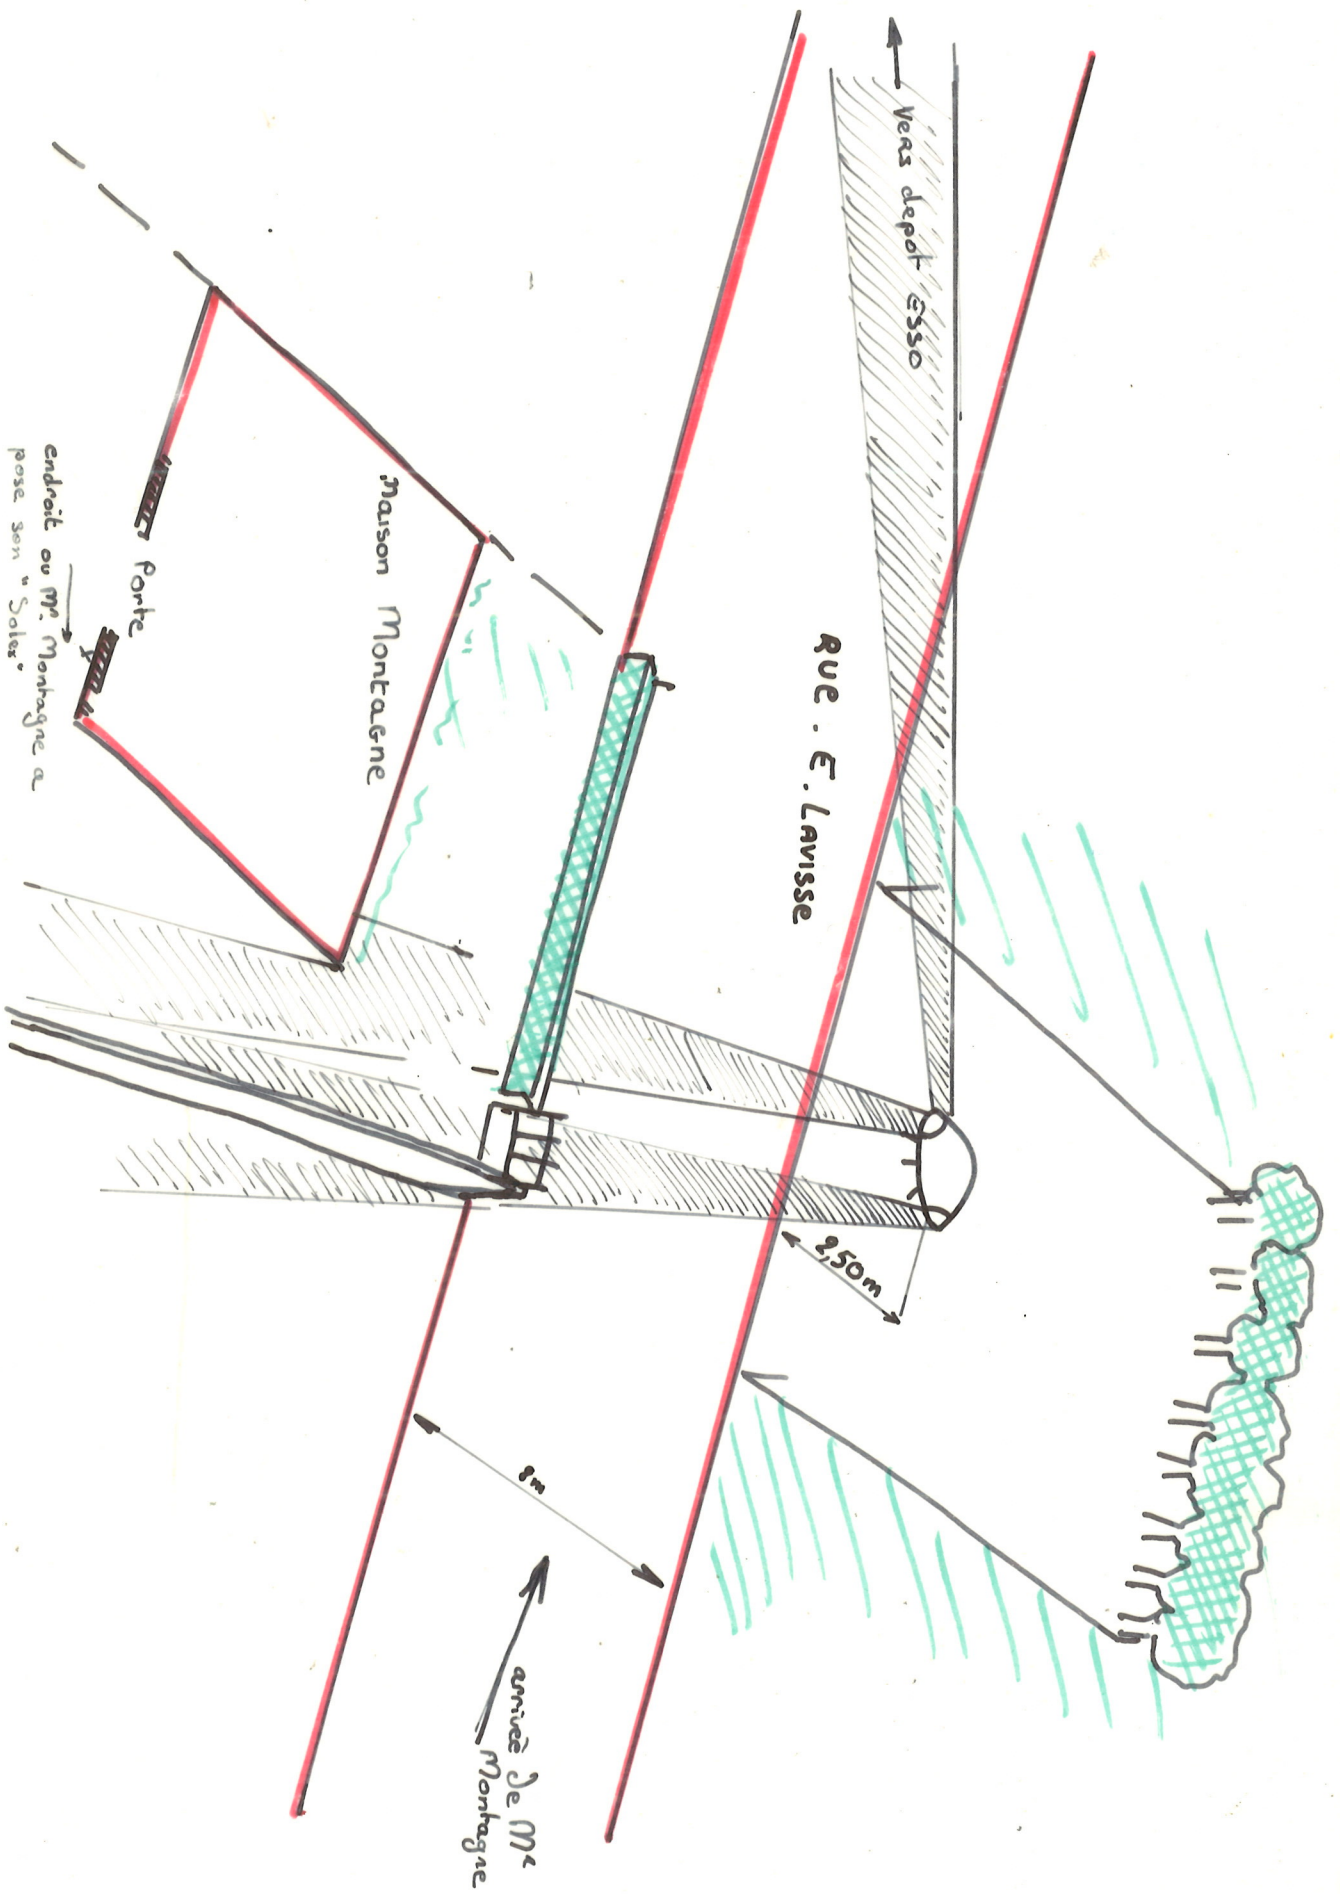 Vers depot Esso
RUE. E. LAVISSE
2,50m
8m
arrivée de Mr
Montagne
Maison Montagne
Porte
endroit ou Mr. Montagne a
pose son "Solex"